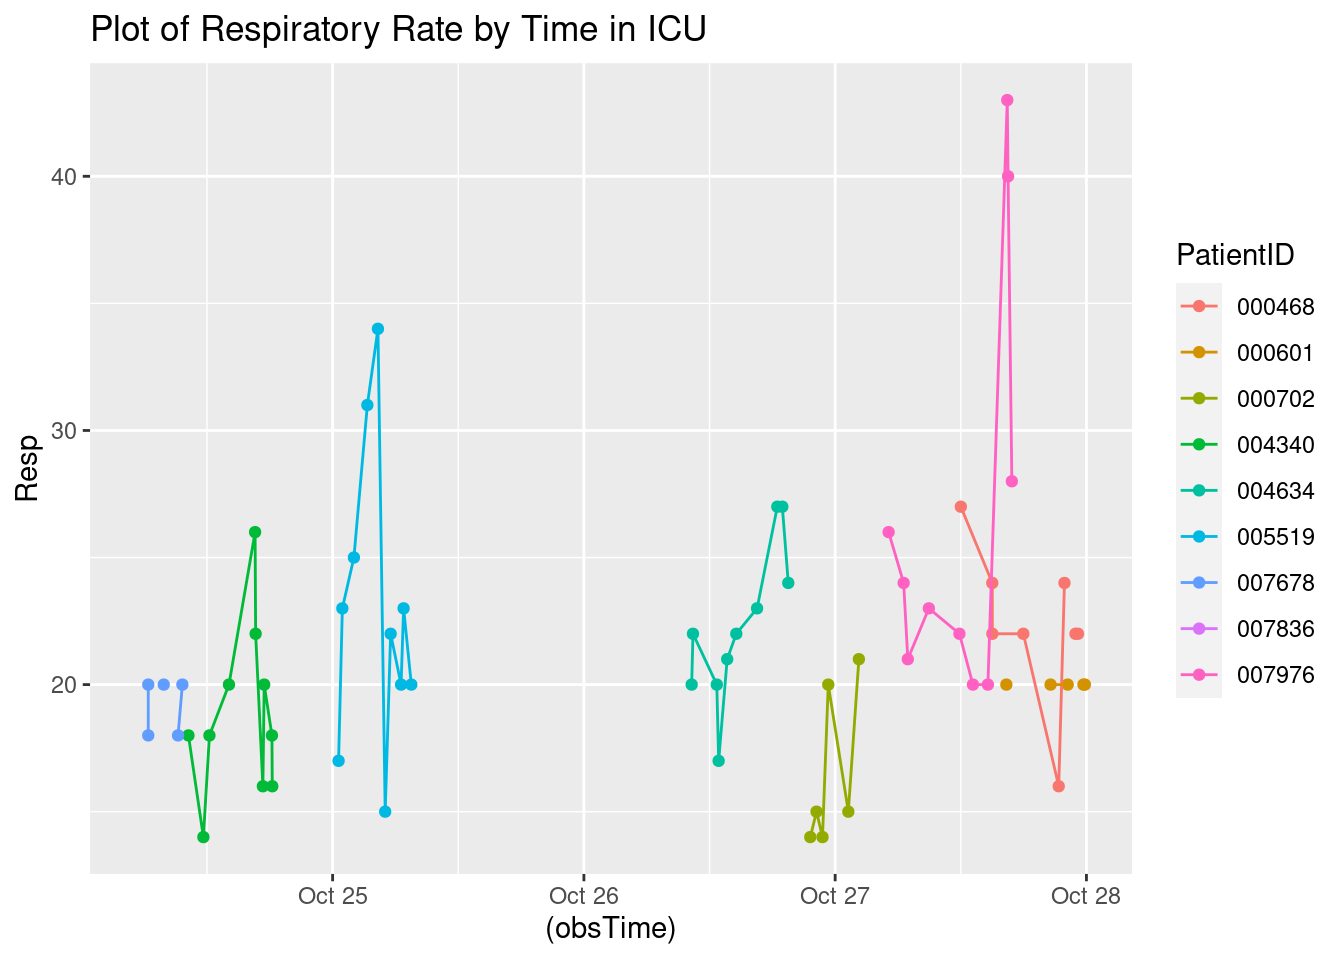 Plot of Respiratory Rate by Time in ICU
40
30
20
Resp
Oct 25
Oct 26
Oct 27
Oct 28
(obsTime)
PatientID
000468
000601
000702
004340
004634
005519
007678
007836
007976